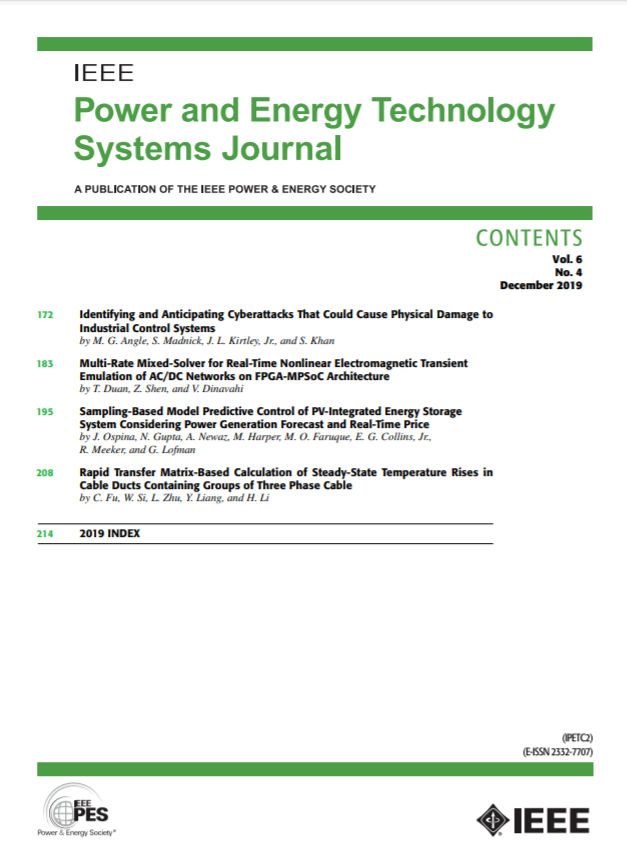 IEEE
Power and Energy Technology
Systems Journal
A PUBLICATION OF THE IEEE POWER & ENERGY SOCIETY
CONTENTS
Vol. 6
No. 4
December 2019
172 Identifying and Anticipating Cyberattacks That Could Cause Physical Damage to
Industrial Control Systems
by M. G. Angle, S. Madnick, J. L. Kirtley, Jr., and S. Khan
183 Multi-Rate Mixed-Solver for Real-Time Nonlinear Electromagnetic Transient
Emulation of AC/DC Networks on FPGA-MPSoC Architecture
by T. Duan, Z. Shen, and V. Dinavahi
195 Sampling-Based Model Predictive Control of PV-Integrated Energy Storage
System Considering Power Generation Forecast and Real-Time Price
by J. Ospina, N. Gupta, A. Newaz, M. Harper, M. O. Faruque, E. G. Collins, Jr.,
R. Meeker, and G. Lofman
208 Rapid Transfer Matrix-Based Calculation of Steady-State Temperature Rises in
Cable Ducts Containing Groups of Three Phase Cable
by C. Fu, W. Si, L. Zhu, Y. Liang, and H. Li
214 2019 INDEX
(IPETC2)
(E-ISSN 2332-7707)
IEEE
PES
Power & Energy Society®
IEEE